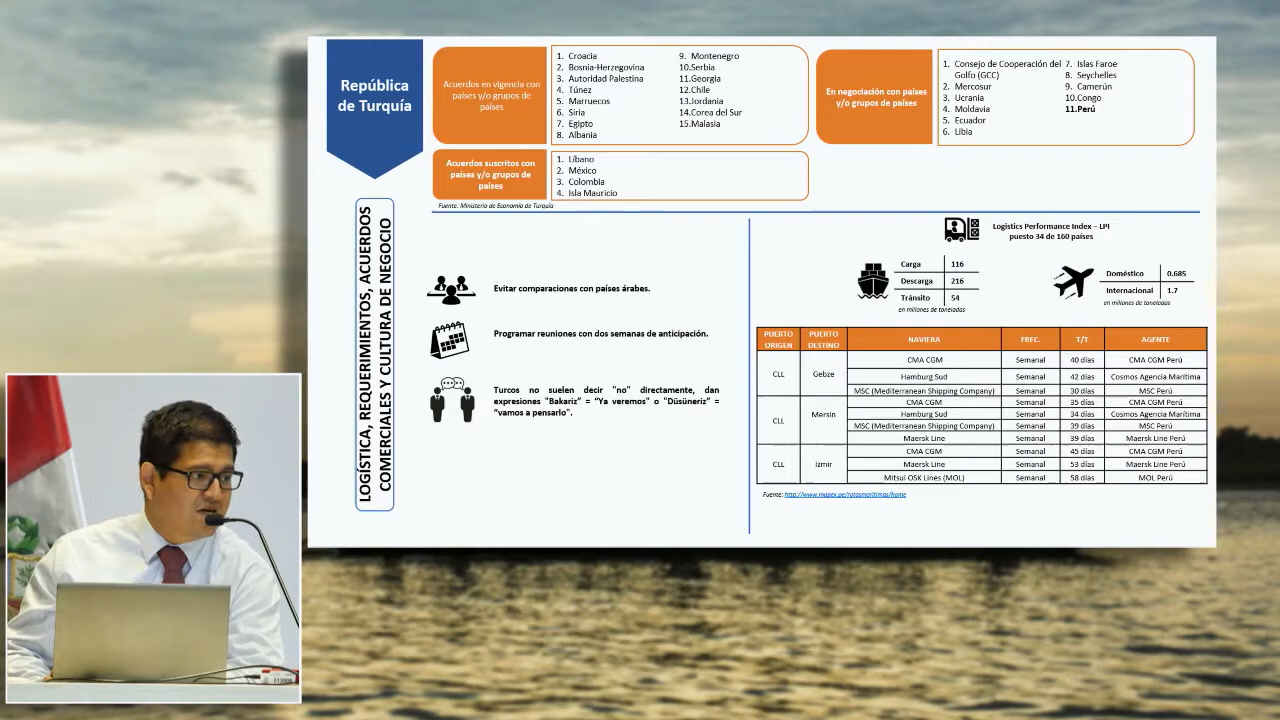 República
de Turquía
Acuerdos en vigencia con
países y/o grupos de
países
1. Croacia
2. Bosnia-Herzegovina
3. Autoridad Palestina
4. Túnez
5. Marruecos
6. Siria
7. Egipto
8. Albania
9. Montenegro
10.Serbia
11.Georgia
12.Chile
13.Jordania
14.Corea del Sur
15.Malasia
En negociación con países
y/o grupos de países
1. Consejo de Cooperación del
Golfo (GCC)
2. Mercosur
3. Ucrania
4. Moldavia
5. Ecuador
6. Libia
7. Islas Faroe
8. Seychelles
9. Camerún
10.Congo
11.Perú
Acuerdos suscritos con
países y/o grupos de
países
1. Líbano
2. México
3. Colombia
4. Isla Mauricio
Fuente: Ministerio de Economía de Turquía
LOGÍSTICA, REQUERIMIENTOS, ACUERDOS
COMERCIALES Y CULTURA DE NEGOCIO
Evitar comparaciones con países árabes.
Programar reuniones con dos semanas de anticipación.
Turcos no suelen decir "no" directamente, dan
expresiones "Bakariz" = "Ya veremos" o "Düsüneriz" =
"vamos a pensarlo".
Logistics Performance Index – LPI
puesto 34 de 160 países
Carga 116
Descarga 216
Tránsito 54
en millones de toneladas
Doméstico 0.685
Internacional 1.7
en millones de toneladas
PUERTO ORIGEN PUERTO DESTINO NAVIERA FREC. T/T AGENTE
CLL Gebze CMA CGM Semanal 40 días CMA CGM Perú
Hamburg Sud Semanal 42 días Cosmos Agencia Marítima
MSC (Mediterranean Shipping Company) Semanal 30 días MSC Perú
CLL Mersin CMA CGM Semanal 35 días CMA CGM Perú
Hamburg Sud Semanal 34 días Cosmos Agencia Marítima
MSC (Mediterranean Shipping Company) Semanal 39 días MSC Perú
Maersk Line Semanal 39 días Maersk Line Perú
CLL Izmir CMA CGM Semanal 45 días CMA CGM Perú
Maersk Line Semanal 53 días Maersk Line Perú
Mitsui OSK Lines (MOL) Semanal 58 días MOL Perú
Fuente: http://www.mapex.pe/rutasmaritimas/home